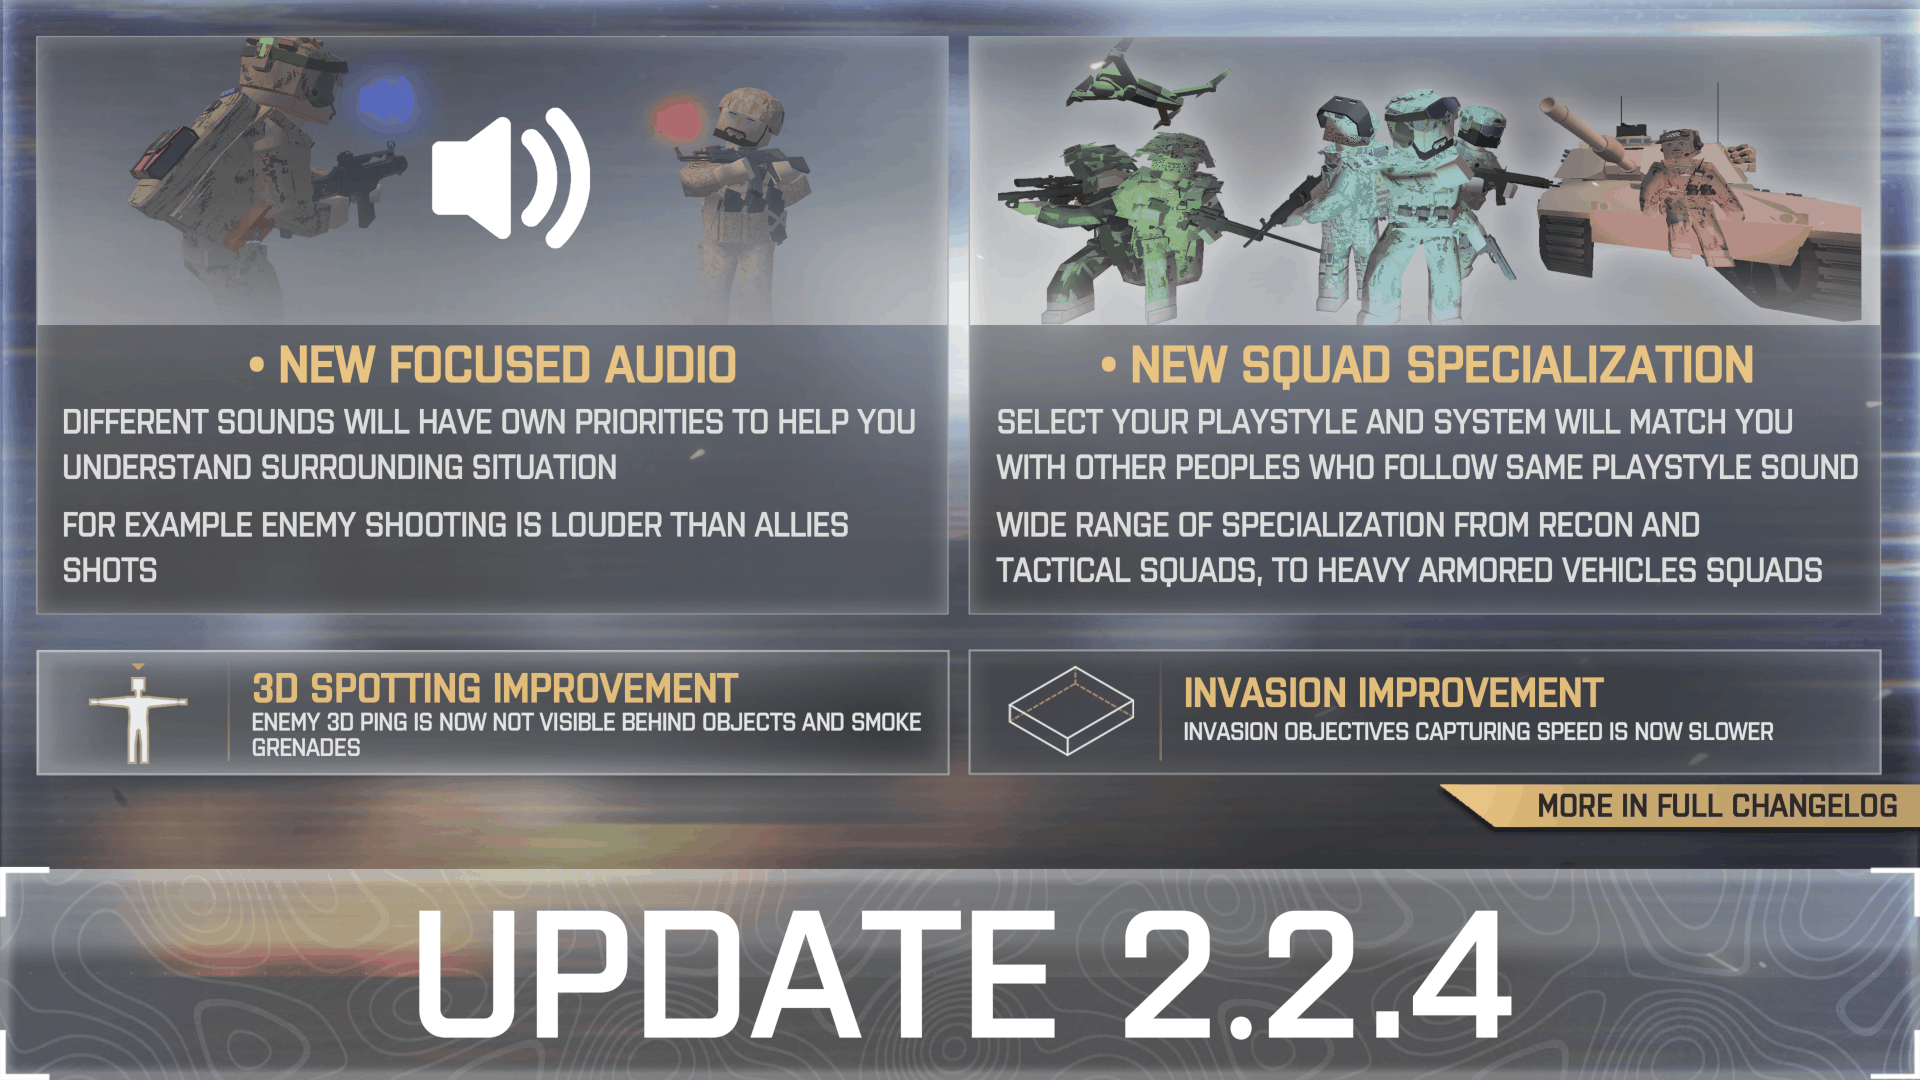 • NEW FOCUSED AUDIO
DIFFERENT SOUNDS WILL HAVE OWN PRIORITIES TO HELP YOU
UNDERSTAND SURROUNDING SITUATION
FOR EXAMPLE ENEMY SHOOTING IS LOUDER THAN ALLIES
SHOTS
• NEW SQUAD SPECIALIZATION
SELECT YOUR PLAYSTYLE AND SYSTEM WILL MATCH YOU
WITH OTHER PEOPLES WHO FOLLOW SAME PLAYSTYLE SOUND
WIDE RANGE OF SPECIALIZATION FROM RECON AND
TACTICAL SQUADS, TO HEAVY ARMORED VEHICLES SQUADS
3D SPOTTING IMPROVEMENT
ENEMY 3D PING IS NOW NOT VISIBLE BEHIND OBJECTS AND SMOKE
GRENADES
INVASION IMPROVEMENT
INVASION OBJECTIVES CAPTURING SPEED IS NOW SLOWER
MORE IN FULL CHANGELOG
UPDATE 2.2.4